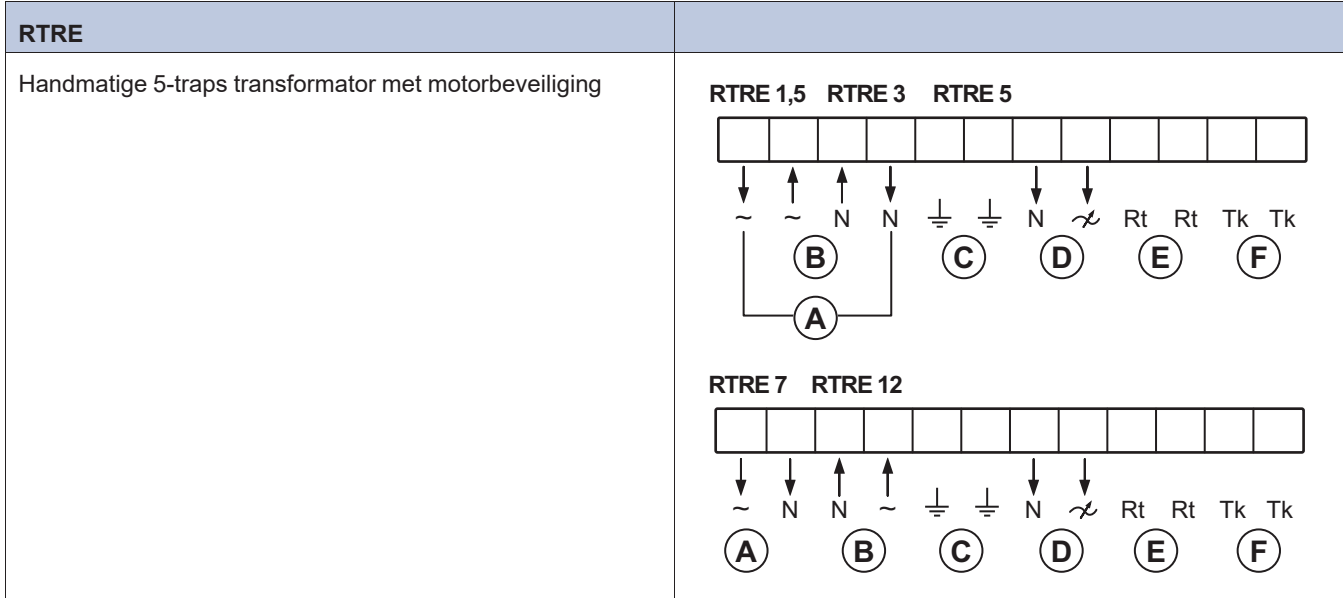 RTRE
Handmatige 5-traps transformator met motorbeveiliging
RTRE 1,5 RTRE 3 RTRE 5
~ ~ N N ⏚ ⏚ N Rt Rt Tk Tk
B C D E F
A
RTRE 7 RTRE 12
~ N N ~ ⏚ ⏚ N Rt Rt Tk Tk
A B C D E F